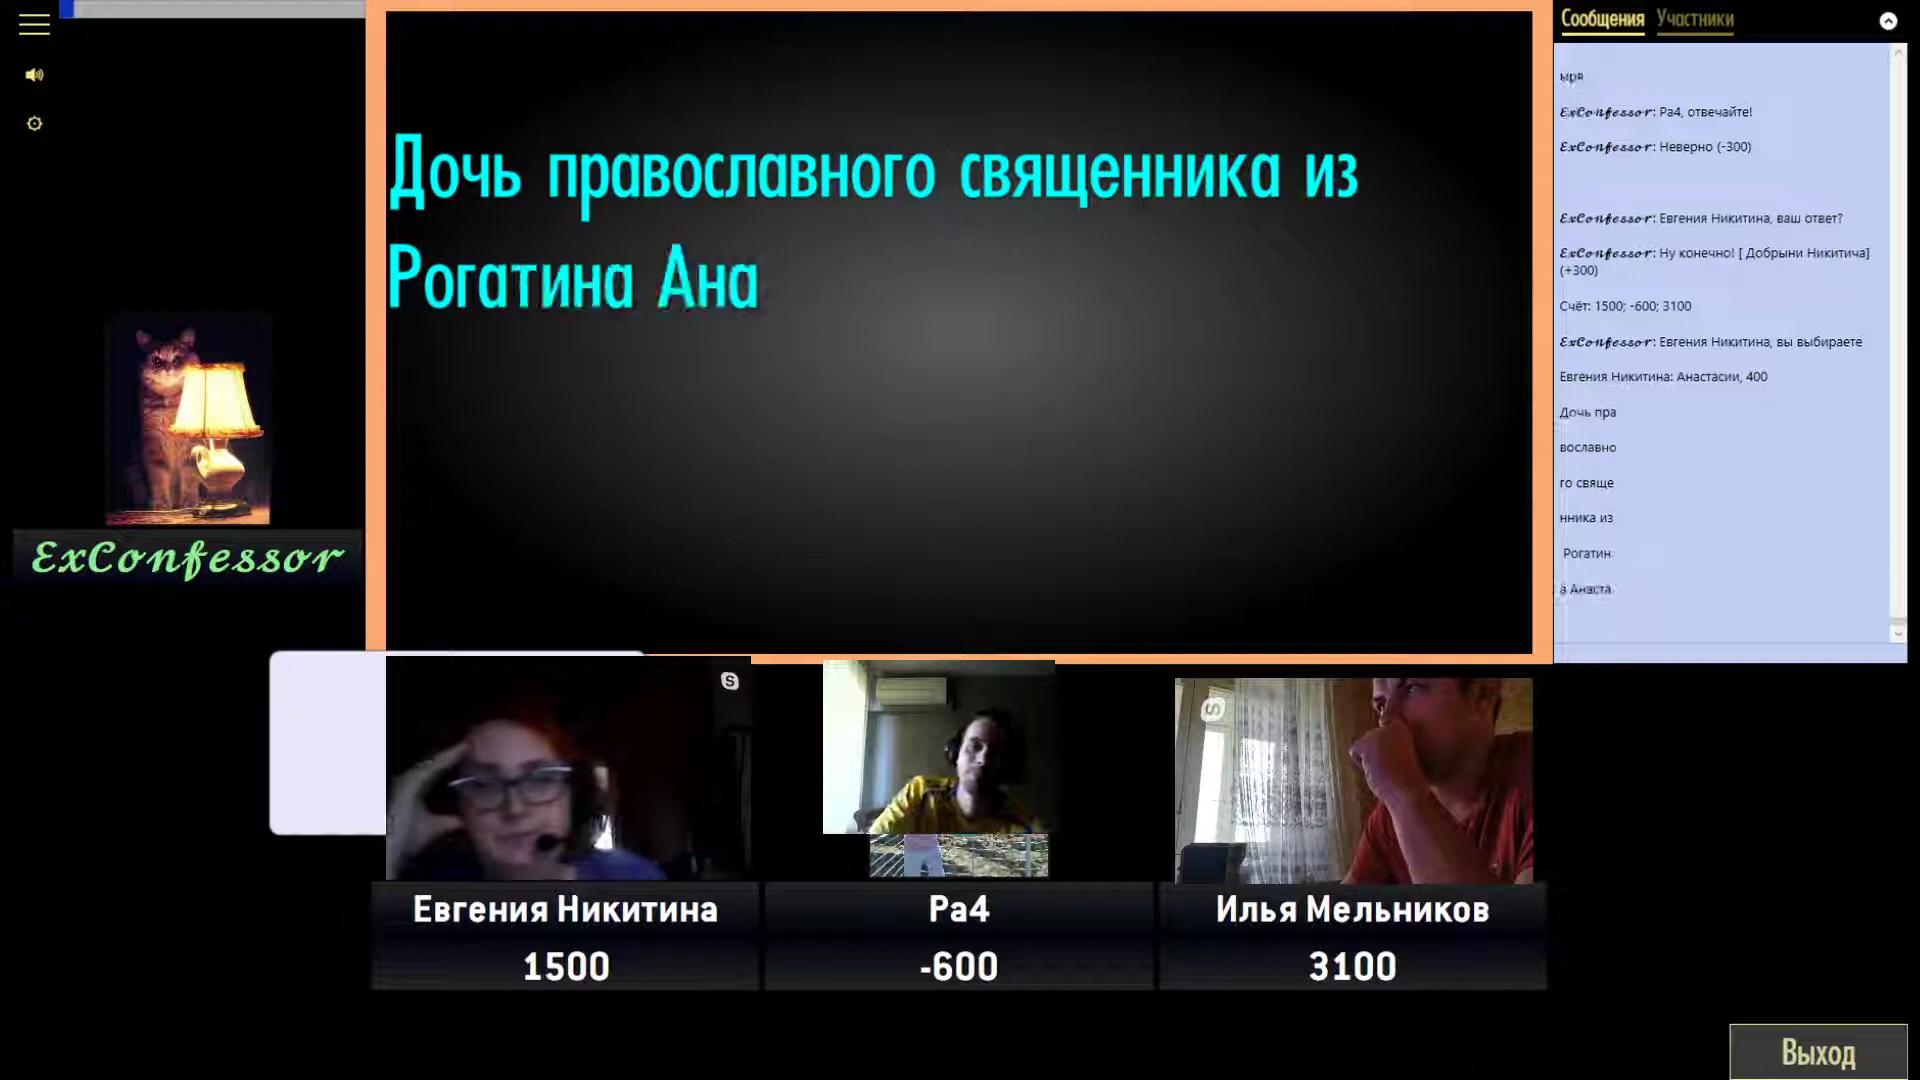 Сообщения Участники
ыря
ExConfessor: Ра4, отвечайте!
ExConfessor: Неверно (-300)
ExConfessor: Евгения Никитина, ваш ответ?
ExConfessor: Ну конечно! [ Добрыни Никитича]
(+300)
Счёт: 1500; -600; 3100
ExConfessor: Евгения Никитина, вы выбираете
Евгения Никитина: Анастасии, 400
Дочь пра
вославно
го свяще
нника из
Рогатин
а Анаста
Дочь православного священника из
Рогатина Ана
ExConfessor
Евгения Никитина
1500
Ра4
-600
Илья Мельников
3100
Выход